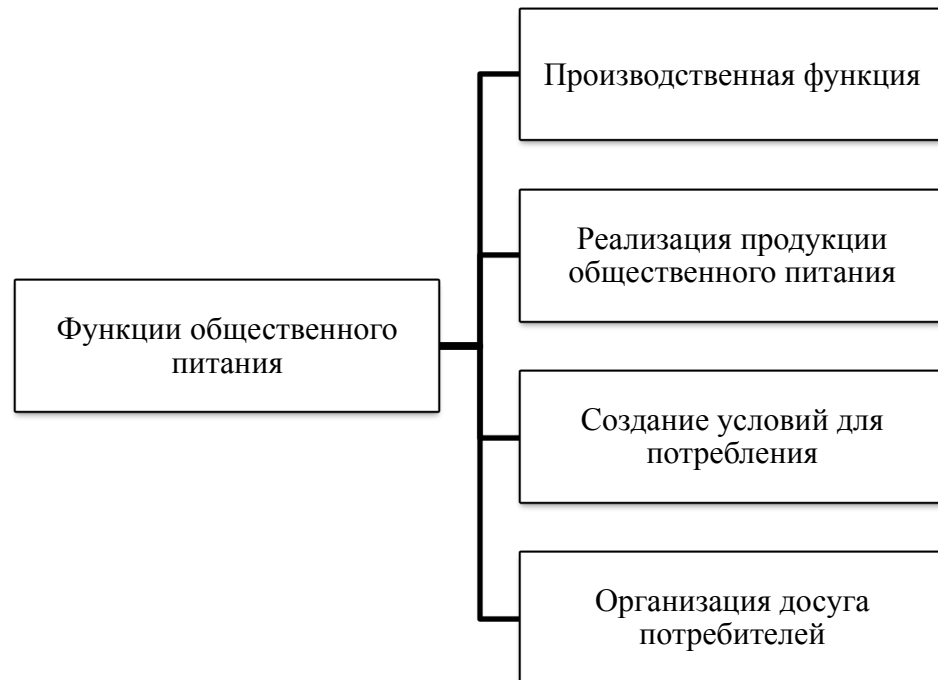 Функции общественного
питания
Производственная функция
Реализация продукции
общественного питания
Создание условий для
потребления
Организация досуга
потребителей